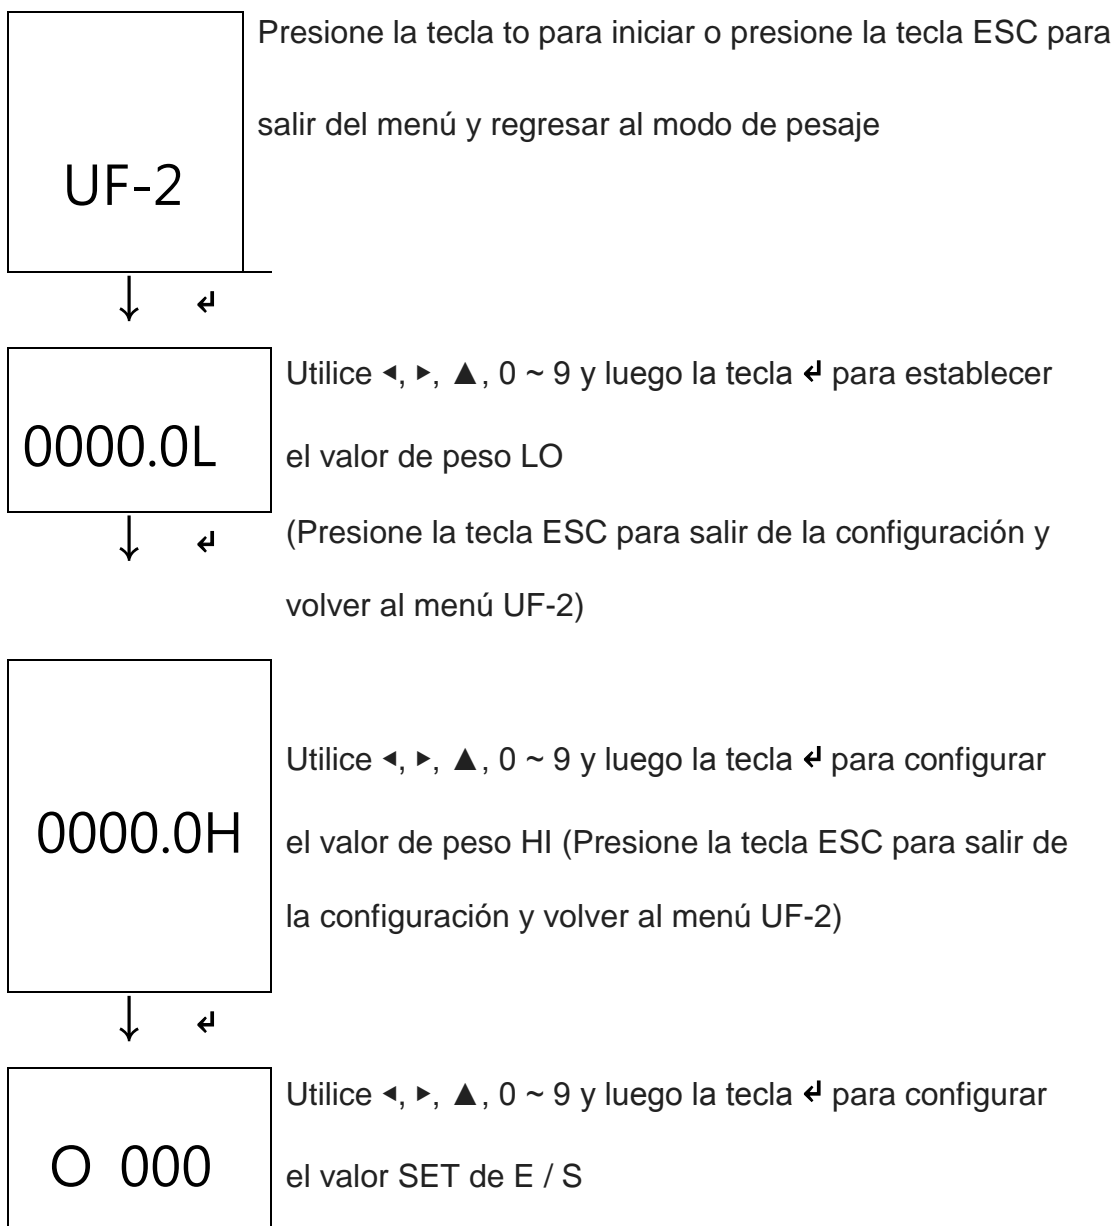 Presione la tecla to para iniciar o presione la tecla ESC para
salir del menú y regresar al modo de pesaje
UF-2
↓ ↲
Utilice ◂, ▸, ▲, 0 ~ 9 y luego la tecla ↲ para establecer
0000.0L
el valor de peso LO
↓ ↲
(Presione la tecla ESC para salir de la configuración y
volver al menú UF-2)
Utilice ◂, ▸, ▲, 0 ~ 9 y luego la tecla ↲ para configurar
0000.0H
el valor de peso HI (Presione la tecla ESC para salir de
la configuración y volver al menú UF-2)
↓ ↲
Utilice ◂, ▸, ▲, 0 ~ 9 y luego la tecla ↲ para configurar
O 000
el valor SET de E / S